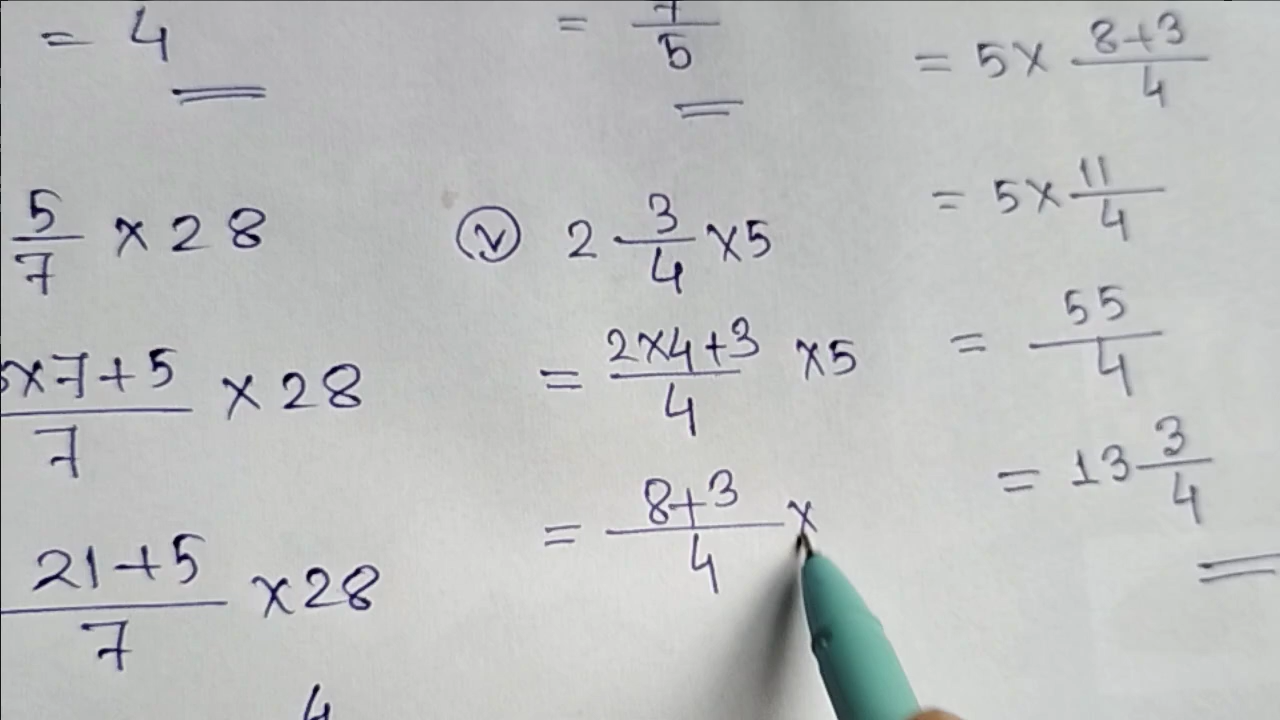 = 4
5/7 × 28
×7+5/7 × 28
21+5/7 × 28
4
= 7/5
(v) 2 3/4 × 5
= 2×4+3/4 × 5
= 8+3/4 ×
= 5 × 8+3/4
= 5 × 11/4
= 55/4
= 13 3/4